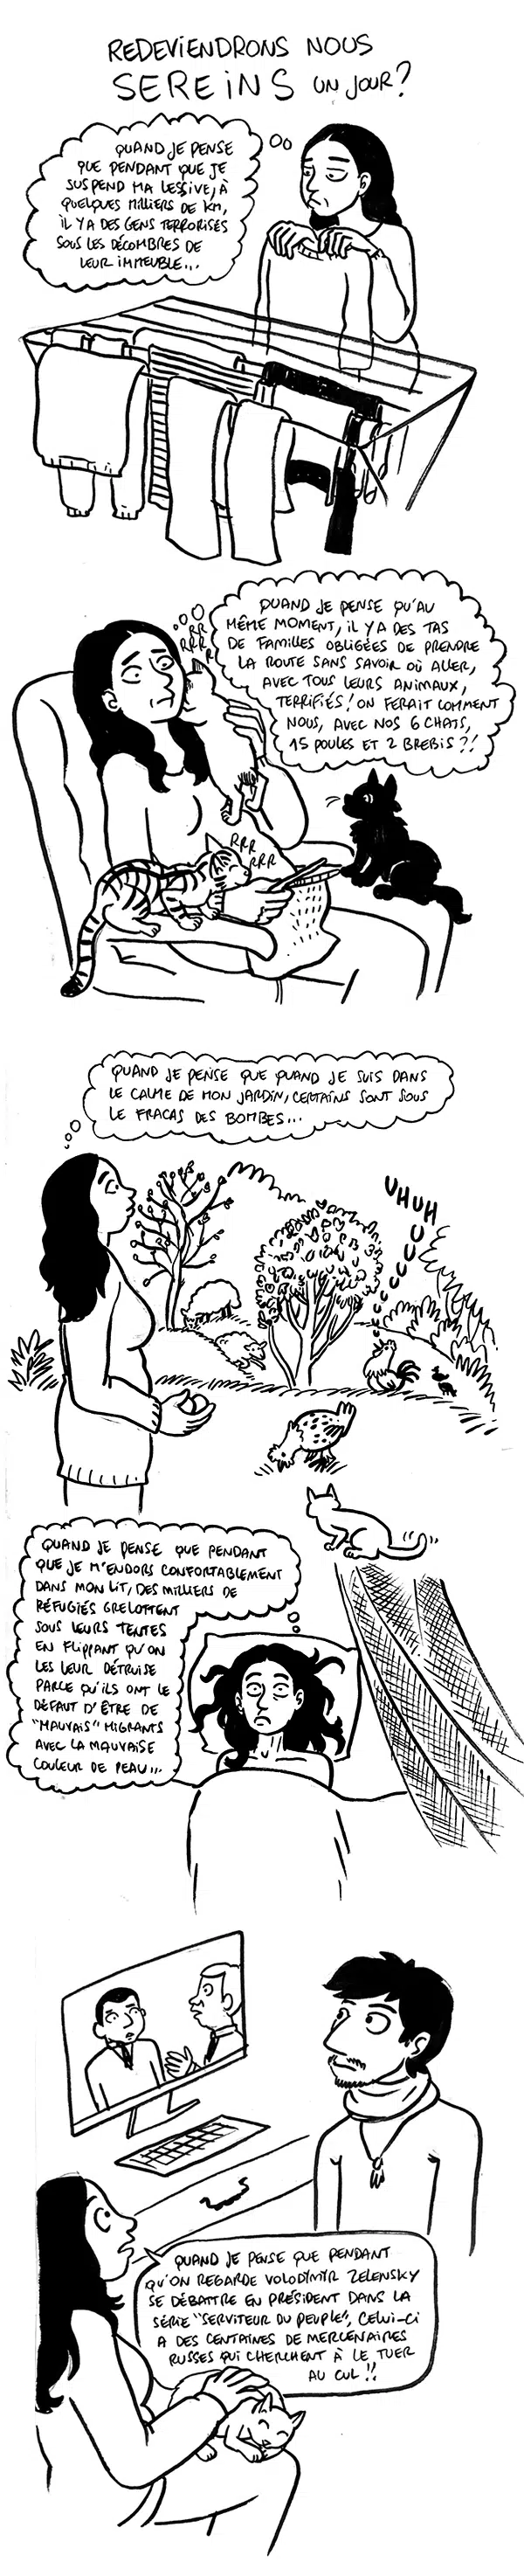 REDEVIENDRONS NOUS
SEREINS UN JOUR?
QUAND JE PENSE
QUE PENDANT QUE JE
SUSPEND MA LESSIVE, À
QUELQUES MILLIERS DE KM,
IL Y A DES GENS TERRORISÉS
SOUS LES DÉCOMBRES DE
LEUR IMMEUBLE...
QUAND JE PENSE QU'AU
MÊME MOMENT, IL Y A DES TAS
DE FAMILLES OBLIGÉES DE PRENDRE
LA ROUTE SANS SAVOIR OÙ ALLER,
AVEC TOUS LEURS ANIMAUX,
TERRIFIÉS! ON FERAIT COMMENT
NOUS, AVEC NOS 6 CHATS,
15 POULES ET 2 BREBIS?!
RR
RRR
RRR
RRR
QUAND JE PENSE QUE QUAND JE SUIS DANS
LE CALME DE MON JARDIN, CERTAINS SONT SOUS
LE FRACAS DES BOMBES...
UHUH
QUAND JE PENSE QUE PENDANT
QUE JE M'ENDORS CONFORTABLEMENT
DANS MON LIT, DES MILLIERS DE
RÉFUGIÉS GRELOTTENT
SOUS LEURS TENTES
EN FLIPPANT QU'ON
LES LEUR DÉTRUISE
PARCE QU'ILS ONT LE
DÉFAUT D'ÊTRE DE
"MAUVAIS" MIGRANTS
AVEC LA MAUVAISE
COULEUR DE PEAU...
QUAND JE PENSE QUE PENDANT
QU'ON REGARDE VOLODYMYR ZELENSKY
SE DÉBATTRE EN PRÉSIDENT DANS LA
SÉRIE "SERVITEUR DU PEUPLE", CELUI-CI
A DES CENTAINES DE MERCENAIRES
RUSSES QUI CHERCHENT À LE TUER
AU CUL!!